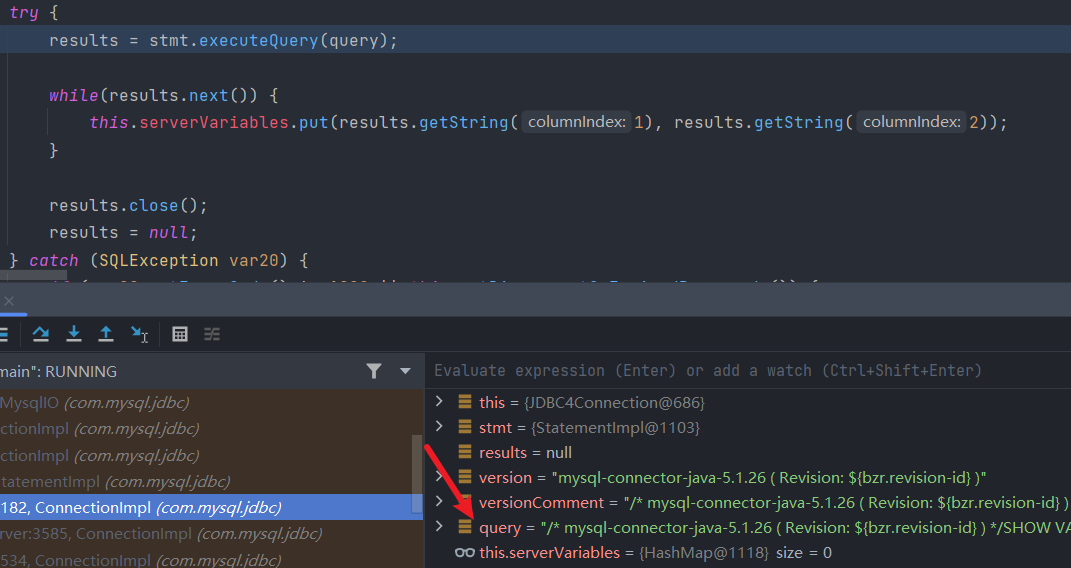 try {
results = stmt.executeQuery(query);
while(results.next()) {
this.serverVariables.put(results.getString( columnIndex: 1), results.getString( columnIndex: 2));
}
results.close();
results = null;
} catch (SQLException var20) {
main": RUNNING
Evaluate expression (Enter) or add a watch (Ctrl+Shift+Enter)
MysqlIO (com.mysql.jdbc)
ctionImpl (com.mysql.jdbc)
ctionImpl (com.mysql.jdbc)
tatementImpl (com.mysql.jdbc)
182, ConnectionImpl (com.mysql.jdbc)
rver:3585, ConnectionImpl (com.mysql.jdbc)
534, ConnectionImpl (com.mysql.jdbc)
this = {JDBC4Connection@686}
stmt = {StatementImpl@1103}
results = null
version = "mysql-connector-java-5.1.26 ( Revision: ${bzr.revision-id} )"
versionComment = "/* mysql-connector-java-5.1.26 ( Revision: ${bzr.revision-id} )
query = "/* mysql-connector-java-5.1.26 ( Revision: ${bzr.revision-id} ) */SHOW VA
this.serverVariables = {HashMap@1118} size = 0